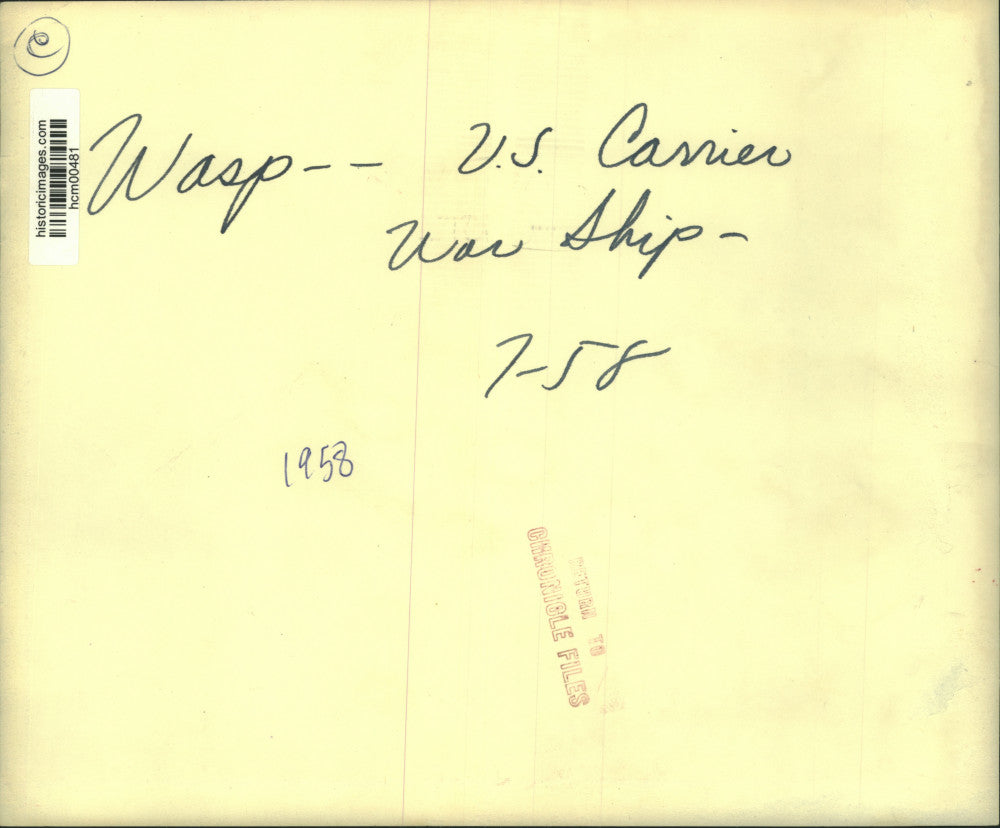 historicimages.com
hcm00481
Wasp-- U.S. Carrier
War Ship-
7-58
1958
RETURN TO
CHRONICLE FILES